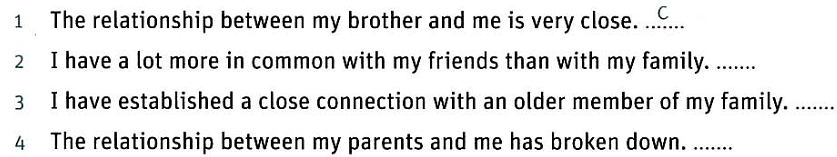 1 The relationship between my brother and me is very close. ...C...
2 I have a lot more in common with my friends than with my family. .......
3 I have established a close connection with an older member of my family. .......
4 The relationship between my parents and me has broken down. .......